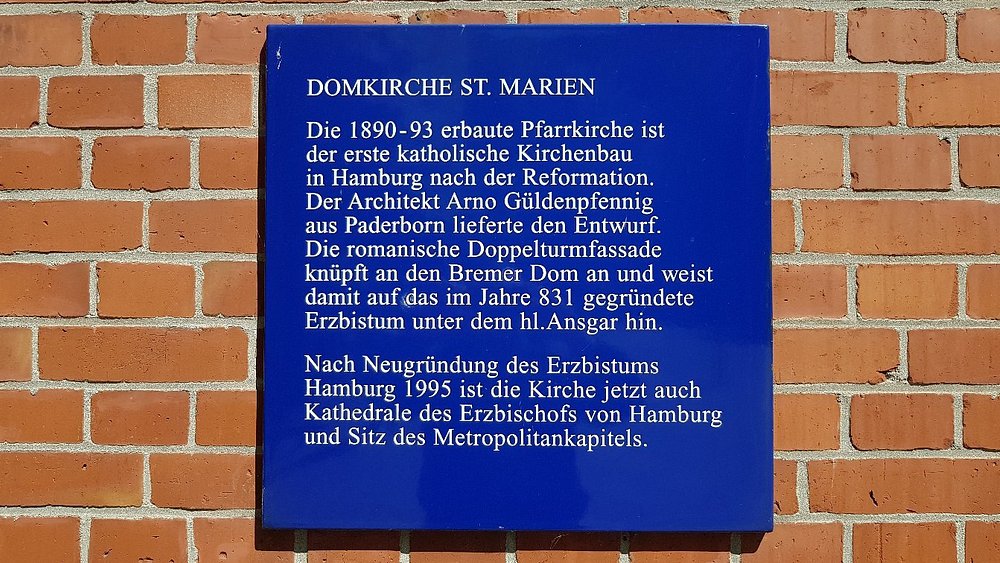 DOMKIRCHE ST. MARIEN
Die 1890-93 erbaute Pfarrkirche ist
der erste katholische Kirchenbau
in Hamburg nach der Reformation.
Der Architekt Arno Güldenpfennig
aus Paderborn lieferte den Entwurf.
Die romanische Doppelturmfassade
knüpft an den Bremer Dom an und weist
damit auf das im Jahre 831 gegründete
Erzbistum unter dem hl.Ansgar hin.
Nach Neugründung des Erzbistums
Hamburg 1995 ist die Kirche jetzt auch
Kathedrale des Erzbischofs von Hamburg
und Sitz des Metropolitankapitels.